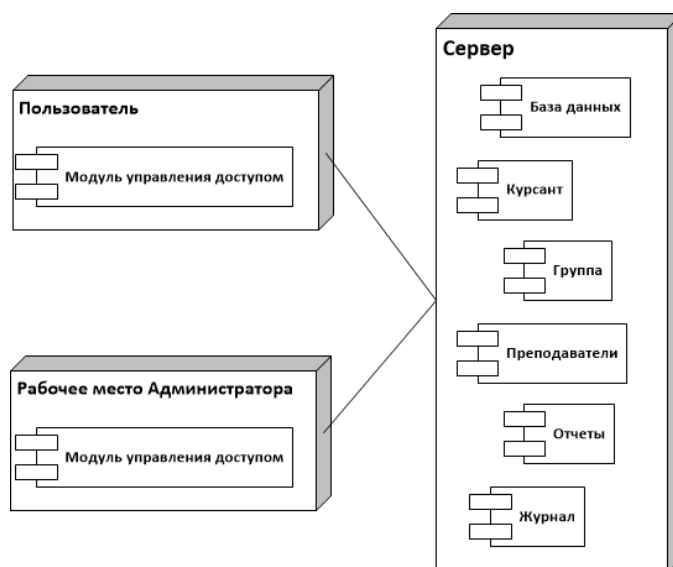 Пользователь
Модуль управления доступом
Рабочее место Администратора
Модуль управления доступом
Сервер
База данных
Курсант
Группа
Преподаватели
Отчеты
Журнал